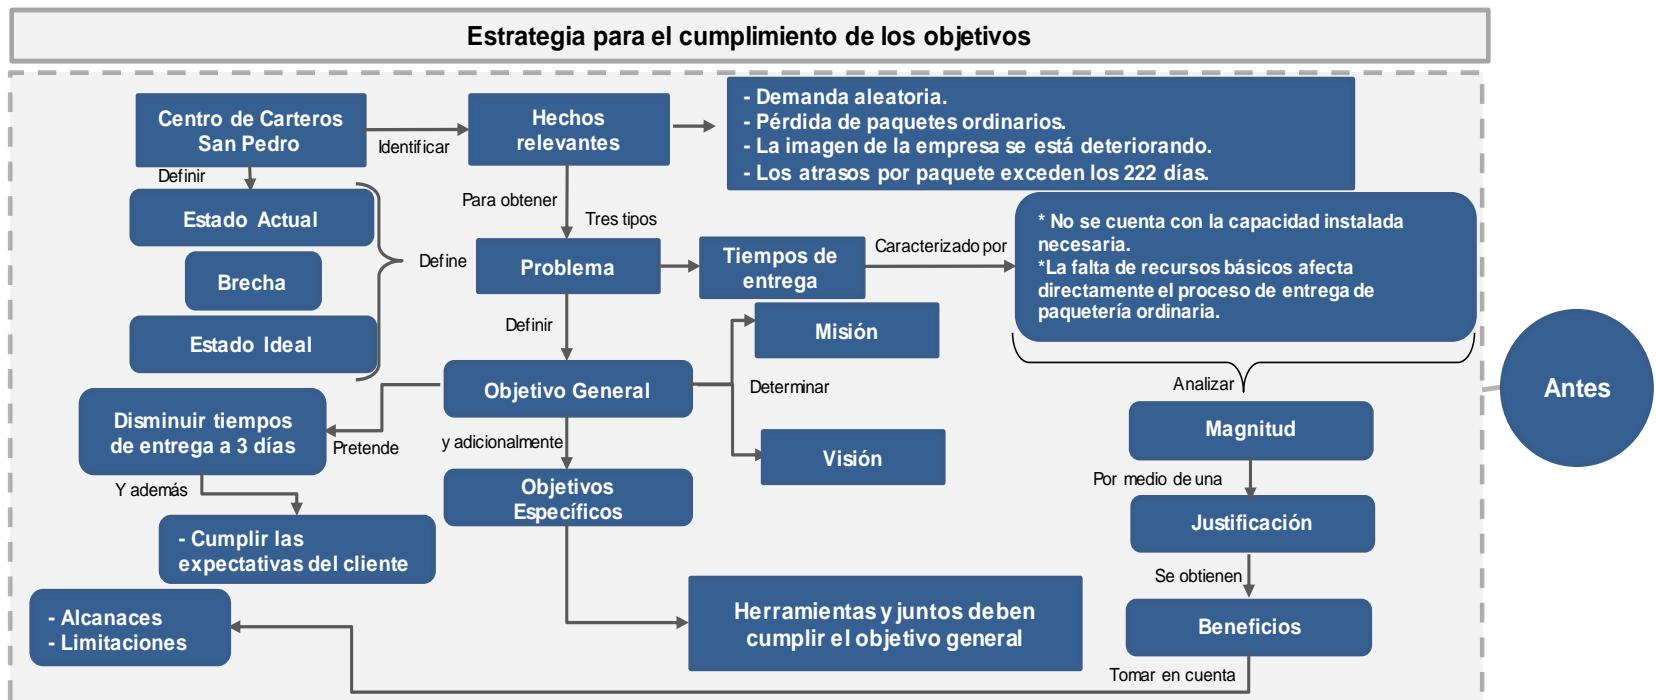 Estrategia para el cumplimiento de los objetivos
Centro de Carteros
San Pedro
Identificar
Hechos
relevantes
- Demanda aleatoria.
- Pérdida de paquetes ordinarios.
- La imagen de la empresa se está deteriorando.
- Los atrasos por paquete exceden los 222 días.
Definir
Estado Actual
Brecha
Estado Ideal
Define
Para obtener
Tres tipos
Problema
Tiempos de
entrega
Caracterizado por
* No se cuenta con la capacidad instalada
necesaria.
*La falta de recursos básicos afecta
directamente el proceso de entrega de
paquetería ordinaria.
Definir
Misión
Objetivo General
Determinar
Visión
Analizar
Antes
Disminuir tiempos
de entrega a 3 días
Pretende
y adicionalmente
Magnitud
Y además
Objetivos
Específicos
Por medio de una
Justificación
- Cumplir las
expectativas del cliente
Se obtienen
- Alcanaces
- Limitaciones
Herramientas y juntos deben
cumplir el objetivo general
Beneficios
Tomar en cuenta